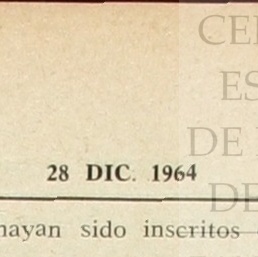 CE
ES
DE
28 DIC. 1964
DE
hayan sido inscritos